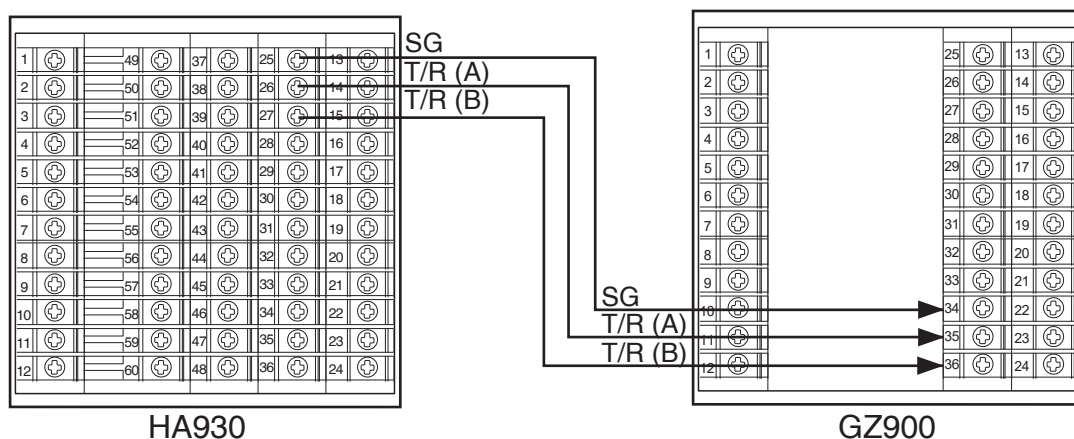 SG
T/R (A)
T/R (B)
1 49 37 25 13
2 50 38 26 14
3 51 39 27 15
4 52 40 28 16
5 53 41 29 17
6 54 42 30 18
7 55 43 31 19
8 56 44 32 20
9 57 45 33 21
10 58 46 34 22
11 59 47 35 23
12 60 48 36 24
HA930
1 25 13
2 26 14
3 27 15
4 28 16
5 29 17
6 30 18
7 31 19
8 32 20
9 33 21
SG
10 34 22
T/R (A)
11 35 23
T/R (B)
12 36 24
GZ900